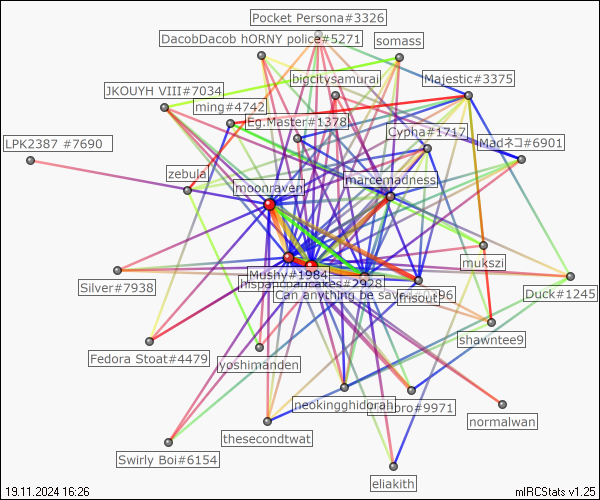 Pocket Persona#3326
DacobDacob hORNY police#5271
somass
bigcitysamurai
Majestic#3375
JKOUYH VIII#7034
ming#4742
Eg.Master#1378
Cypha#1717
LPK2387 #7690
Madネコ#6901
zebula
marcemadness
moonraven
mukszi
Mushy#1984
hispanicpancakes#2928
Silver#7938
Can anything be save
96
frisout
Duck#1245
shawntee9
Fedora Stoat#4479
yoshimanden
neokingghidorah
bro#9971
normalwan
thesecondtwat
Swirly Boi#6154
eliakith
19.11.2024 16:26
mIRCStats v1.25